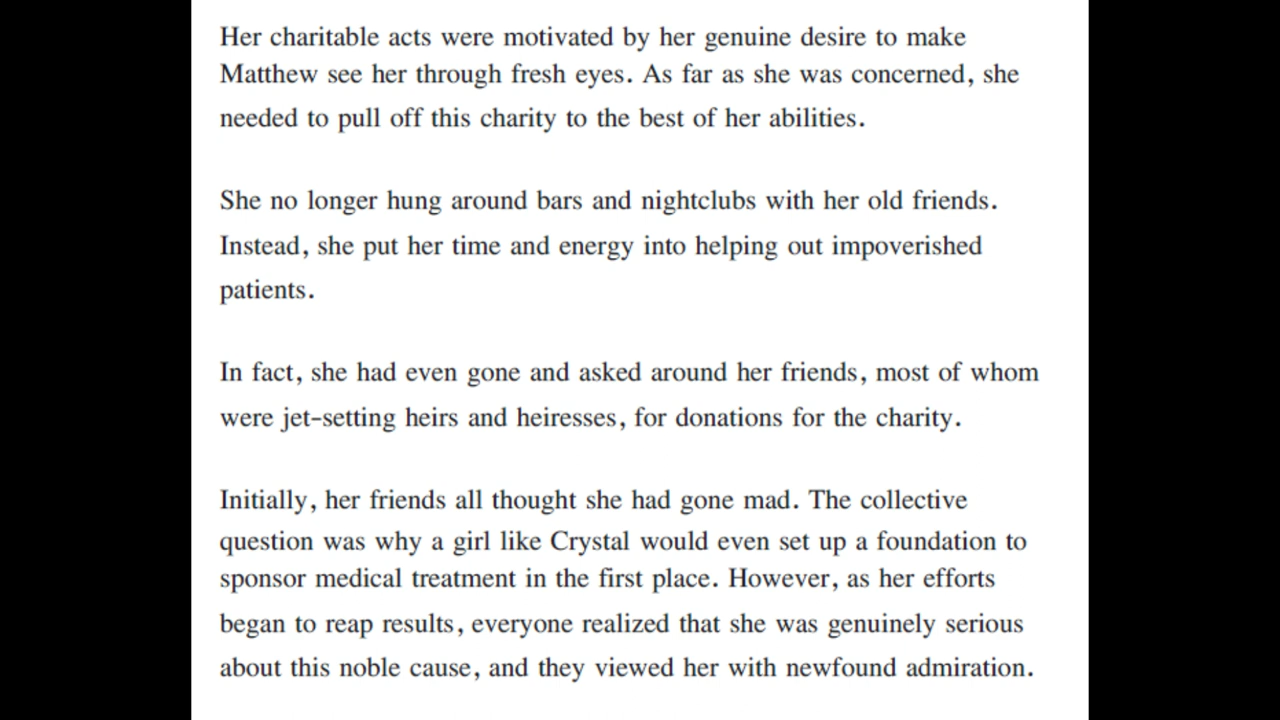 Her charitable acts were motivated by her genuine desire to make
Matthew see her through fresh eyes. As far as she was concerned, she
needed to pull off this charity to the best of her abilities.
She no longer hung around bars and nightclubs with her old friends.
Instead, she put her time and energy into helping out impoverished
patients.
In fact, she had even gone and asked around her friends, most of whom
were jet-setting heirs and heiresses, for donations for the charity.
Initially, her friends all thought she had gone mad. The collective
question was why a girl like Crystal would even set up a foundation to
sponsor medical treatment in the first place. However, as her efforts
began to reap results, everyone realized that she was genuinely serious
about this noble cause, and they viewed her with newfound admiration.